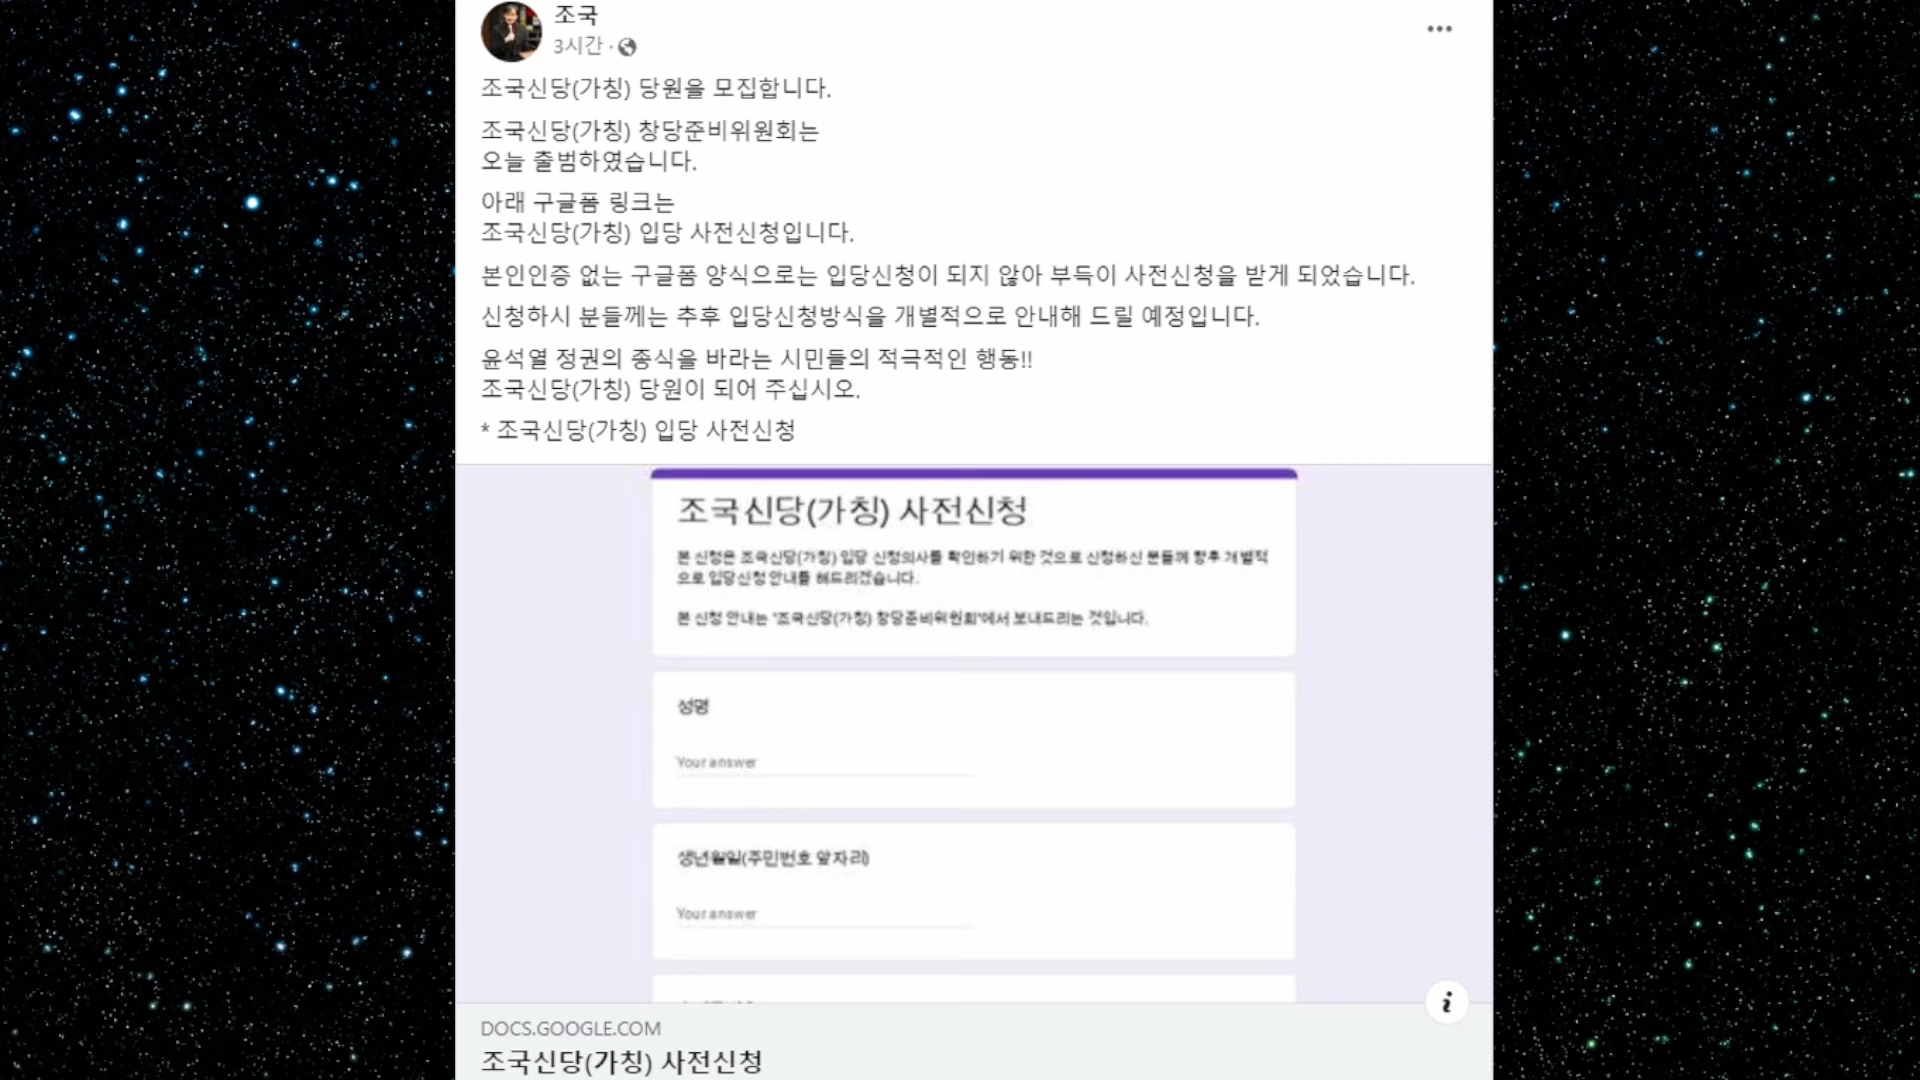 조국
3시간 ·
조국신당(가칭) 당원을 모집합니다.
조국신당(가칭) 창당준비위원회는
오늘 출범하였습니다.
아래 구글폼 링크는
조국신당(가칭) 입당 사전신청입니다.
본인인증 없는 구글폼 양식으로는 입당신청이 되지 않아 부득이 사전신청을 받게 되었습니다.
신청하시 분들께는 추후 입당신청방식을 개별적으로 안내해 드릴 예정입니다.
윤석열 정권의 종식을 바라는 시민들의 적극적인 행동!!
조국신당(가칭) 당원이 되어 주십시오.
* 조국신당(가칭) 입당 사전신청
조국신당(가칭) 사전신청
본 신청은 조국신당(가칭) 입당 신청의사를 확인하기 위한 것으로 신청하신 분들께 향후 개별적
으로 입당신청 안내를 해드리겠습니다.
본 신청 안내는 "조국신당(가칭) 창당준비위원회"에서 보내드리는 것입니다.
성명
Your answer
생년월일(주민번호 앞자리)
Your answer
DOCS.GOOGLE.COM
조국신당(가칭) 사전신청